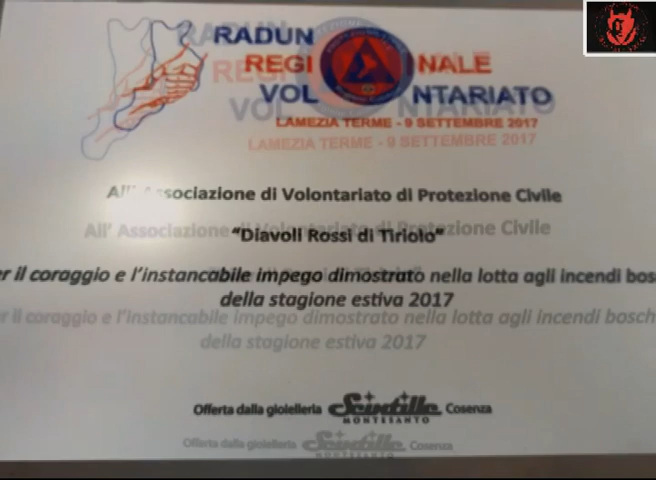 RADUN
REGI NALE
VOL NTARIATO
LAMEZIA TERME - 9 SETTEMBRE 2017
All' Associazione di Volontariato di Protezione Civile
"Diavoli Rossi di Tiriolo"
er il coraggio e l'instancabile impego dimostrato nella lotta agli incendi bos
della stagione estiva 2017
Offerta dalla gioielleria Scintille Cosenza
MONTESANTO